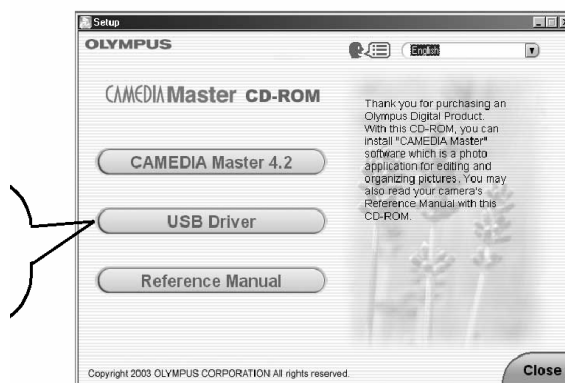 Setup
OLYMPUS
English
CAMEDIA Master CD-ROM
Thank you for purchasing an
Olympus Digital Product.
With this CD-ROM, you can
install "CAMEDIA Master"
software which is a photo
application for editing and
organizing pictures. You may
also read your camera's
Reference Manual with this
CD-ROM.
CAMEDIA Master 4.2
USB Driver
Reference Manual
Copyright 2003 OLYMPUS CORPORATION All rights reserved.
Close